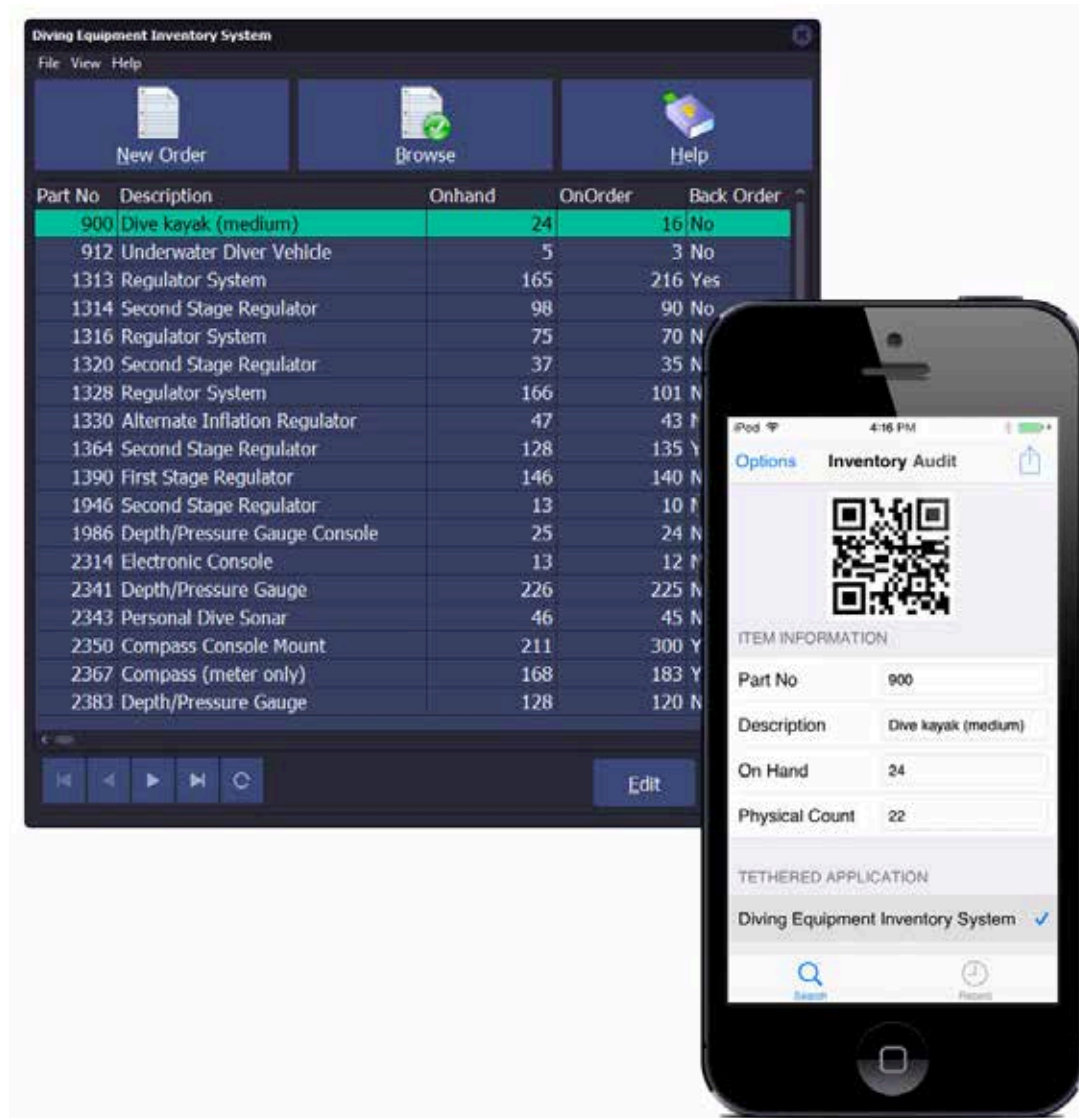 Diving Equipment Inventory System
File View Help
New Order Browse Help
Part No Description Onhand OnOrder Back Order
900 Dive kayak (medium) 24 16 No
912 Underwater Diver Vehicle 5 3 No
1313 Regulator System 165 216 Yes
1314 Second Stage Regulator 98 90 No
1316 Regulator System 75 70 N
1320 Second Stage Regulator 37 35 N
1328 Regulator System 166 101 N
1330 Alternate Inflation Regulator 47 43
1364 Second Stage Regulator 128 135 Y
1390 First Stage Regulator 146 140 N
1946 Second Stage Regulator 13 10
1986 Depth/Pressure Gauge Console 25 24 N
2314 Electronic Console 13 12
2341 Depth/Pressure Gauge 226 225 N
2343 Personal Dive Sonar 46 45 N
2350 Compass Console Mount 211 300 Y
2367 Compass (meter only) 168 183 Y
2383 Depth/Pressure Gauge 128 120 N
Edit
iPod 4:16 PM
Options Inventory Audit
ITEM INFORMATION
Part No 900
Description Dive kayak (medium)
On Hand 24
Physical Count 22
TETHERED APPLICATION
Diving Equipment Inventory System
Search